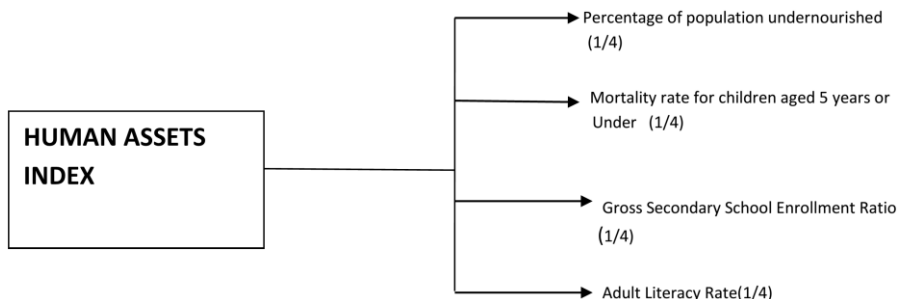 Percentage of population undernourished
(1/4)
Mortality rate for children aged 5 years or
Under (1/4)
HUMAN ASSETS
INDEX
Gross Secondary School Enrollment Ratio
(1/4)
Adult Literacy Rate(1/4)